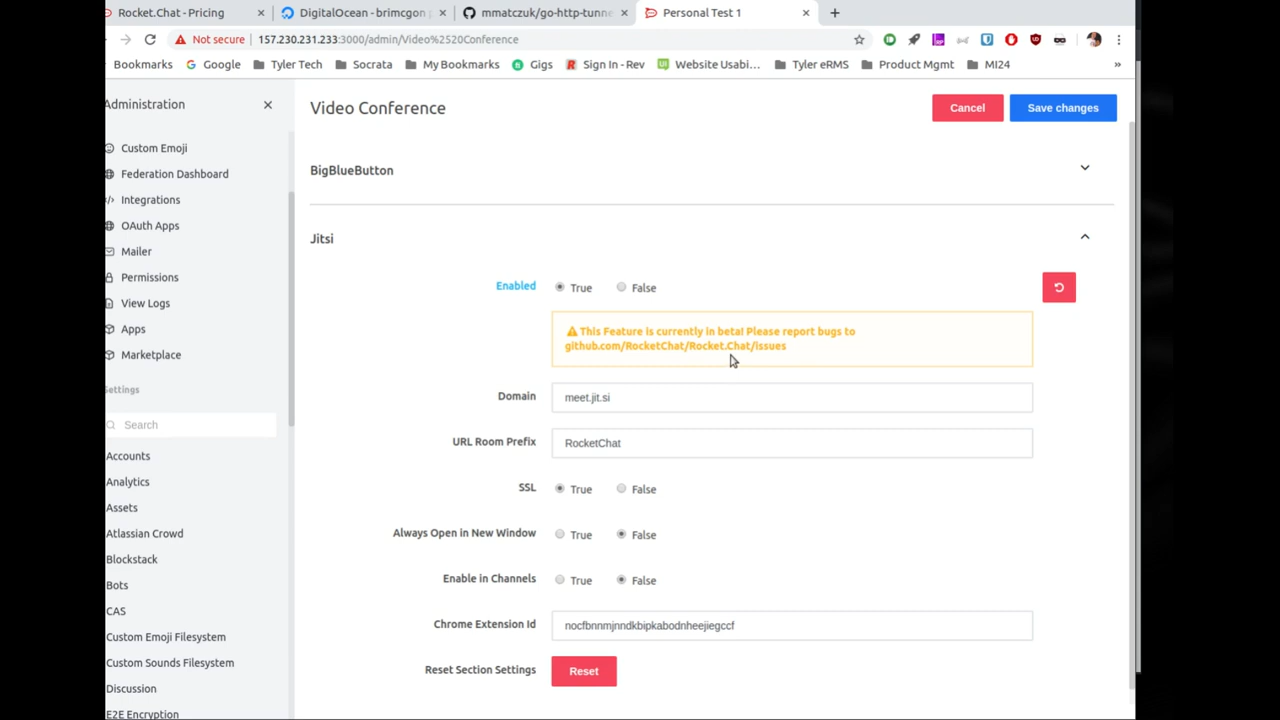 Rocket.Chat - Pricing
DigitalOcean - brimcgon
mmatczuk/go-http-tunne
Personal Test 1
Not secure 157.230.231.233:3000/admin/Video%2520Conference
Bookmarks Google Tyler Tech Socrata My Bookmarks Gigs Sign In - Rev Website Usabi... Tyler eRMS Product Mgmt MI24 »
Administration
Custom Emoji
Federation Dashboard
Integrations
OAuth Apps
Mailer
Permissions
View Logs
Apps
Marketplace
Settings
Search
Accounts
Analytics
Assets
Atlassian Crowd
Blockstack
Bots
CAS
Custom Emoji Filesystem
Custom Sounds Filesystem
Discussion
E2E Encryption
Video Conference
Cancel
Save changes
BigBlueButton
Jitsi
Enabled True False
This Feature is currently in beta! Please report bugs to
github.com/RocketChat/Rocket.Chat/issues
Domain meet.jit.si
URL Room Prefix RocketChat
SSL True False
Always Open in New Window True False
Enable in Channels True False
Chrome Extension Id nocfbnnmjnndkbipkabodnheejiegccf
Reset Section Settings Reset